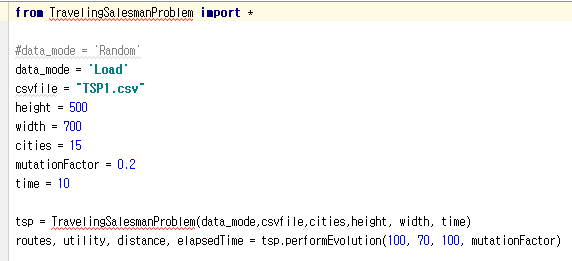 from TravelingSalesmanProblem import *
#data_mode = 'Random'
data_mode = 'Load'
csvfile = "TSP1.csv"
height = 500
width = 700
cities = 15
mutationFactor = 0.2
time = 10
tsp = TravelingSalesmanProblem(data_mode,csvfile,cities,height, width, time)
routes, utility, distance, elapsedTime = tsp.performEvolution(100, 70, 100, mutationFactor)